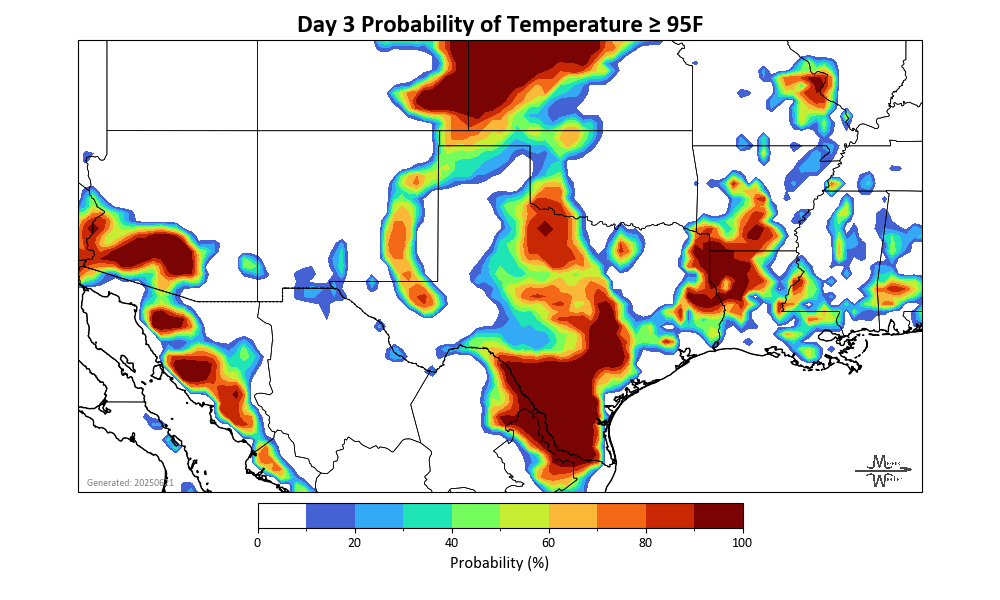 Day 3 Probability of Temperature ≥ 95F
Generated: 20250621
0 20 40 60 80 100
Probability (%)